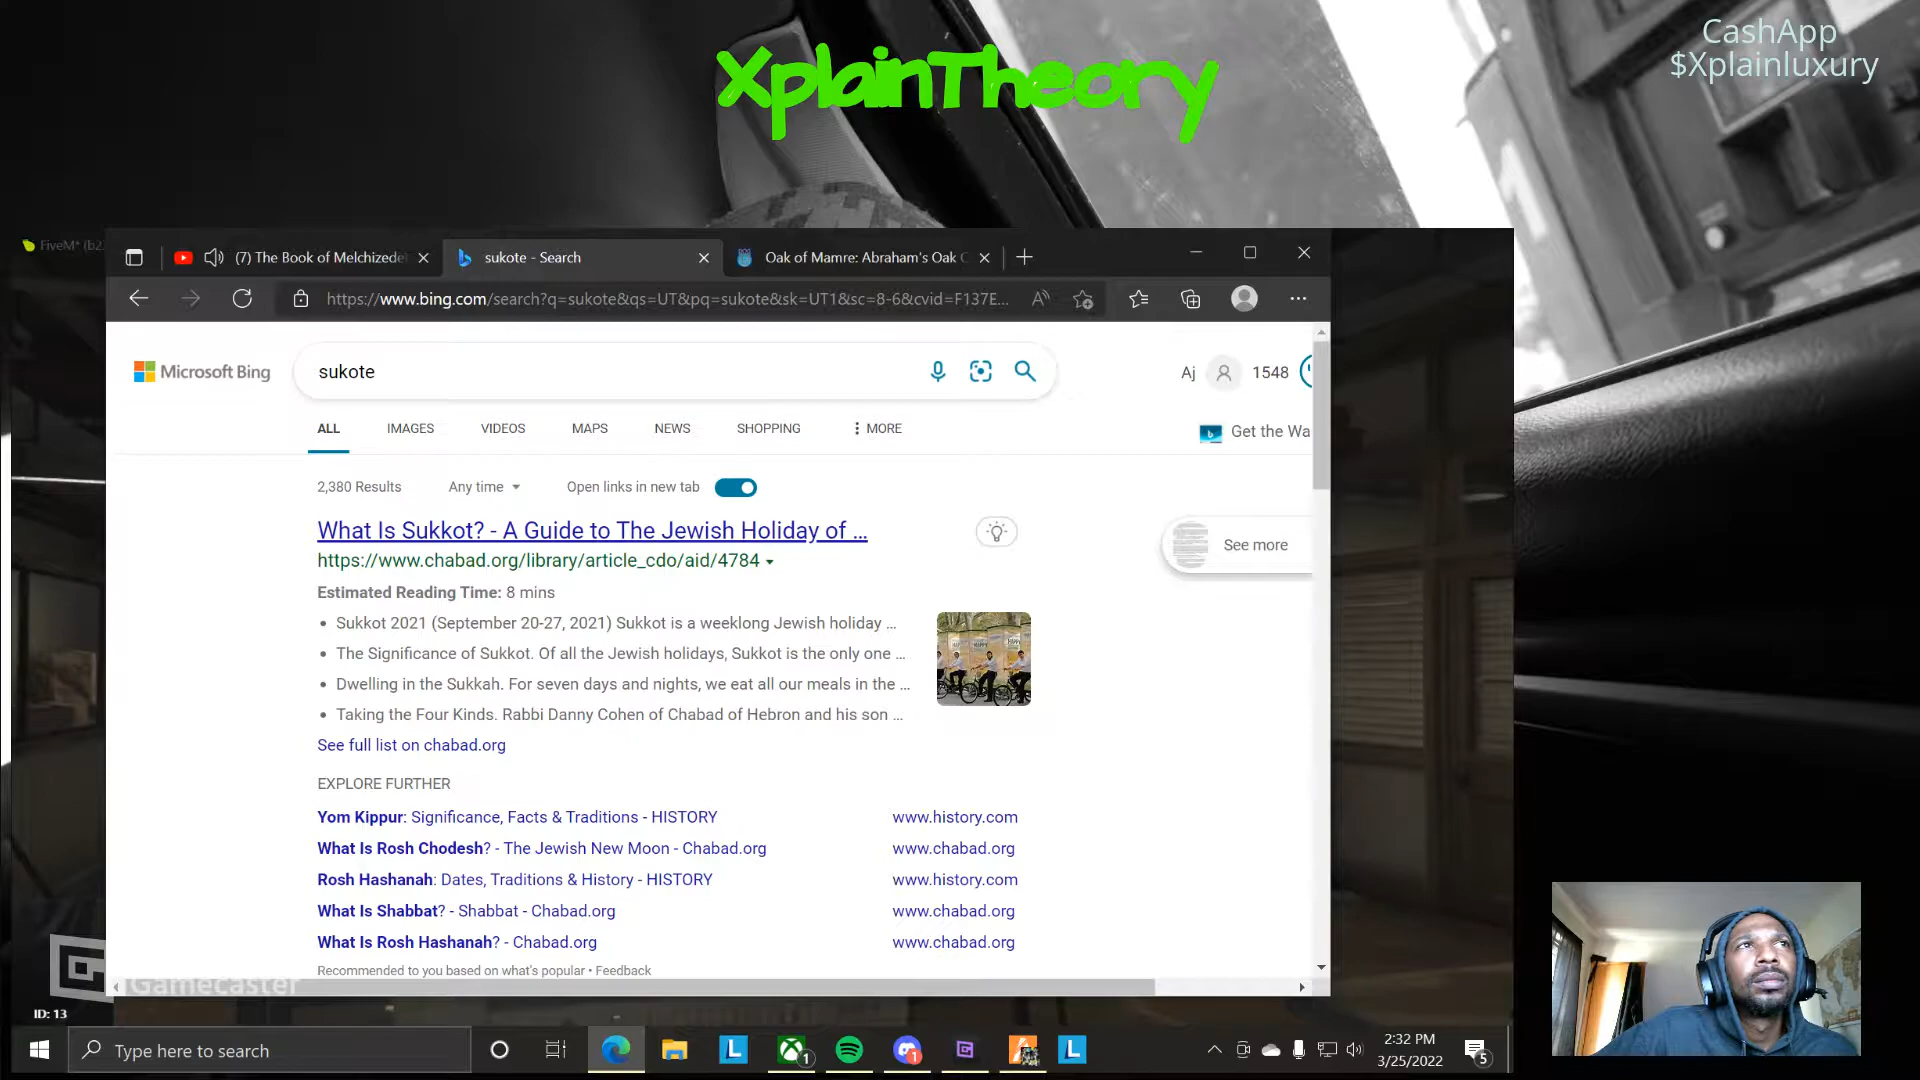 CashApp
$Xplainluxury
XplainTheory
FiveM* (b2
(7) The Book of Melchizede
sukote - Search
Oak of Mamre: Abraham's Oak
https://www.bing.com/search?q=sukote&qs=UT&pq=sukote&sk=UT1&sc=8-6&cvid=F137E...
Microsoft Bing
sukote
Aj
1548
ALL
IMAGES
VIDEOS
MAPS
NEWS
SHOPPING
MORE
Get the Wa
2,380 Results
Any time
Open links in new tab
What Is Sukkot? - A Guide to The Jewish Holiday of ...
https://www.chabad.org/library/article_cdo/aid/4784
See more
Estimated Reading Time: 8 mins
• Sukkot 2021 (September 20-27, 2021) Sukkot is a weeklong Jewish holiday ...
• The Significance of Sukkot. Of all the Jewish holidays, Sukkot is the only one ...
• Dwelling in the Sukkah. For seven days and nights, we eat all our meals in the ...
• Taking the Four Kinds. Rabbi Danny Cohen of Chabad of Hebron and his son ...
See full list on chabad.org
EXPLORE FURTHER
Yom Kippur: Significance, Facts & Traditions - HISTORY www.history.com
What Is Rosh Chodesh? - The Jewish New Moon - Chabad.org www.chabad.org
Rosh Hashanah: Dates, Traditions & History - HISTORY www.history.com
What Is Shabbat? - Shabbat - Chabad.org www.chabad.org
What Is Rosh Hashanah? - Chabad.org www.chabad.org
Recommended to you based on what's popular • Feedback
Gamecaster
ID: 13
Type here to search
2:32 PM
3/25/2022
5